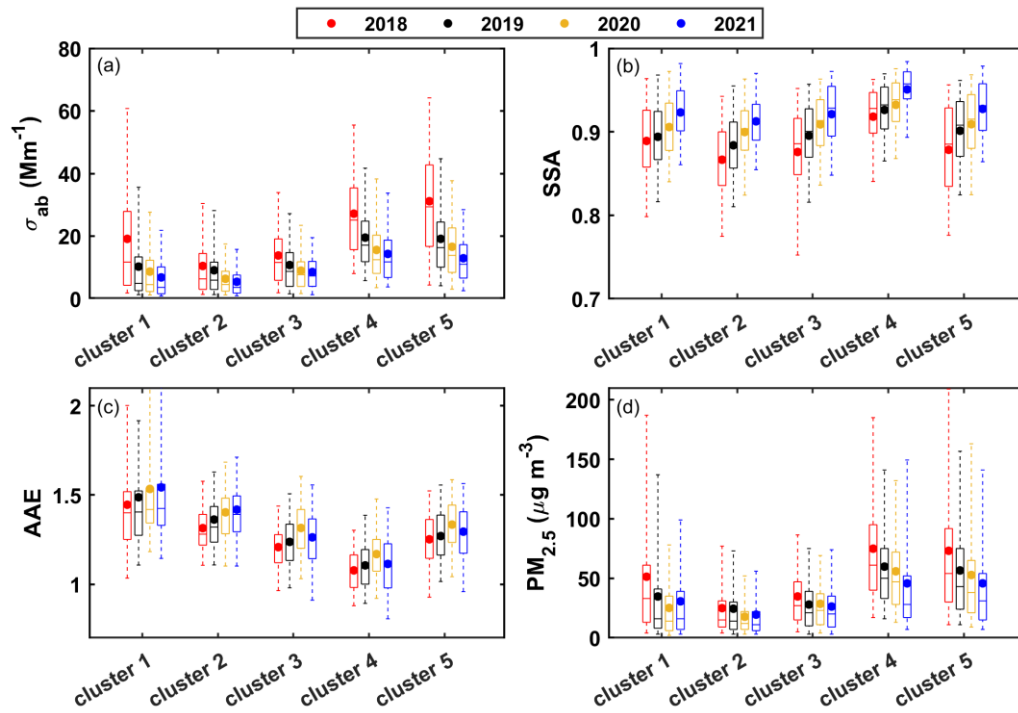 2018 2019 2020 2021
(a)
σab (Mm-1)
80
60
40
20
0
cluster 1 cluster 2 cluster 3 cluster 4 cluster 5
(b)
SSA
1
0.9
0.8
0.7
cluster 1 cluster 2 cluster 3 cluster 4 cluster 5
(c)
AAE
2
1.5
1
cluster 1 cluster 2 cluster 3 cluster 4 cluster 5
(d)
PM2.5 (μg m-3)
200
150
100
50
0
cluster 1 cluster 2 cluster 3 cluster 4 cluster 5